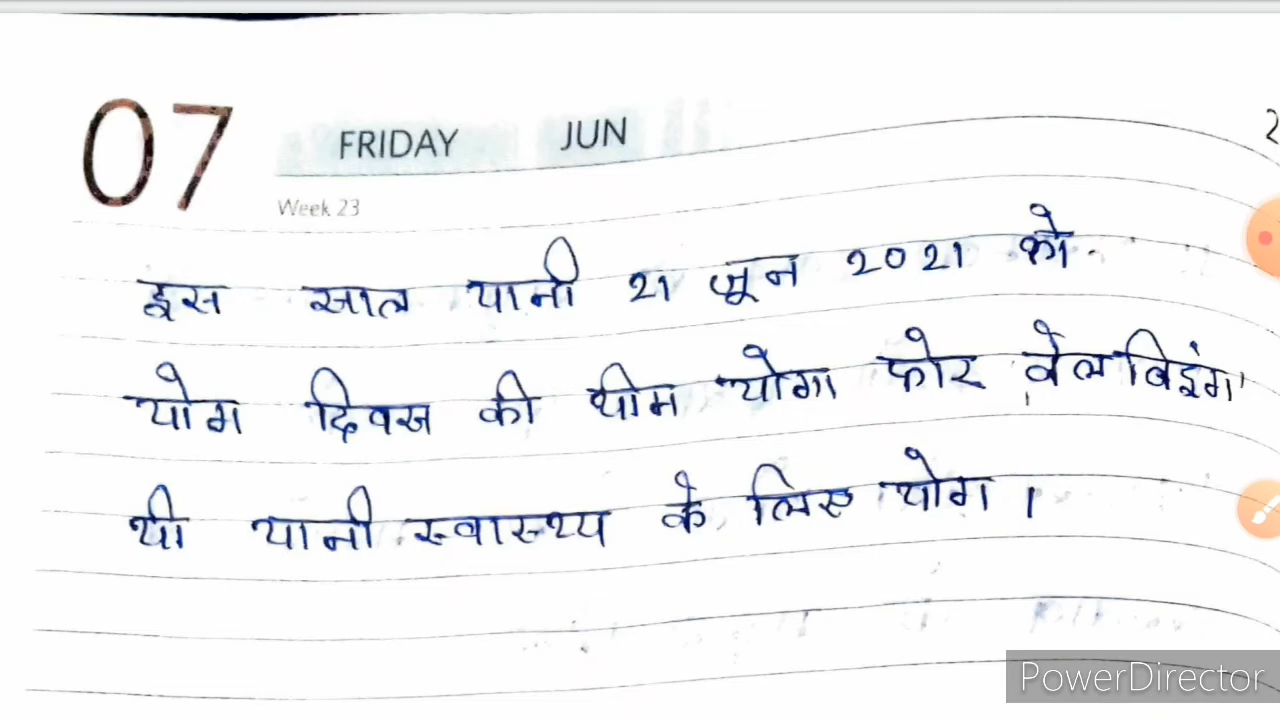 07 FRIDAY JUN
Week 23
इस साल यानी 21 जून 2021 को
योग दिवस की थीम योगा फोर वेलबिइंग
थी यानी स्वास्थ्य के लिए योग ।
PowerDirector